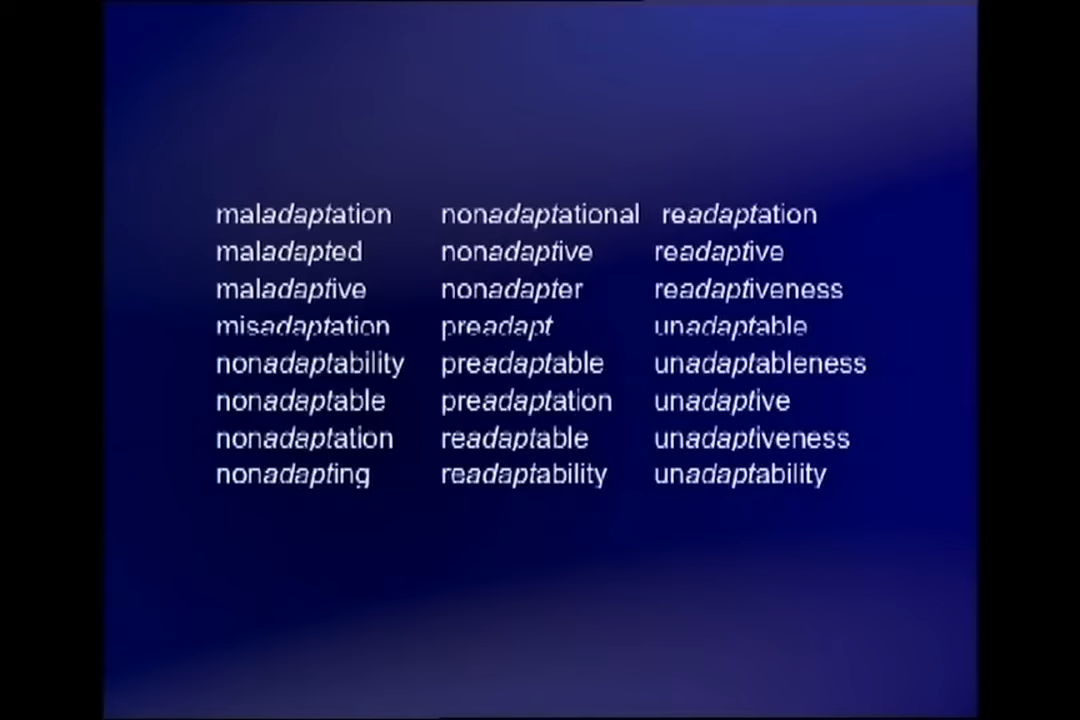 maladaptation nonadaptational readaptation
maladapted nonadaptive readaptive
maladaptive nonadapter readaptiveness
misadaptation preadapt unadaptable
nonadaptability preadaptable unadaptableness
nonadaptable preadaptation unadaptive
nonadaptation readaptable unadaptiveness
nonadapting readaptability unadaptability